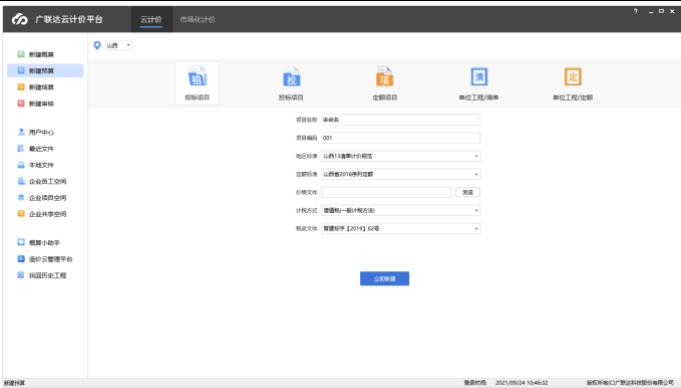 广联达云计价平台 云计价 市场化计价
山西
新建概算
新建预算
新建结算
新建审核
用户中心
最近文件
本地文件
企业员工空间
企业项目空间
企业共享空间
概算小助手
造价云管理平台
找回历史工程
招 投 项 清 定
招标项目 投标项目 定额项目 单位工程/清单 单位工程/定额
项目名称 未命名
项目编码 001
地区标准 山西13清单计价规范
定额标准 山西省2018序列定额
价格文件 浏览
计税方式 增值税(一般计税方法)
税改文件 晋建标字【2019】62号
立即新建
新建预算 登录时间: 2021/09/24 10:46:32 版权所有(C)广联达科技股份有限公司